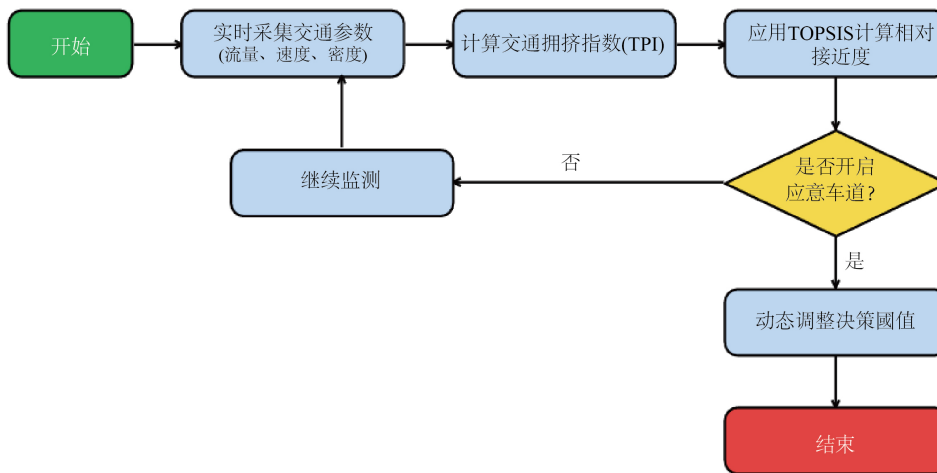 开始
实时采集交通参数
(流量、速度、密度)
计算交通拥挤指数(TPI)
应用TOPSIS计算相对
接近度
是否开启
应意车道?
否
继续监测
是
动态调整决策阈值
结束